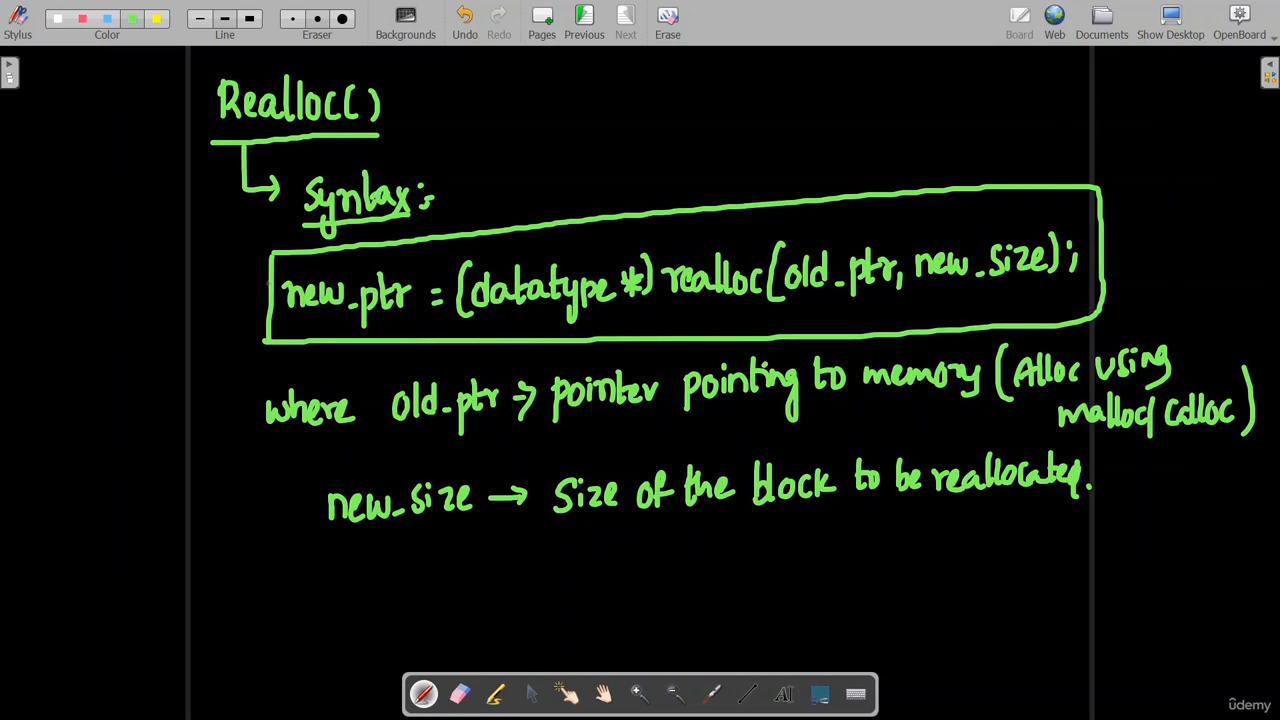 Stylus
Color
Line
Eraser
Backgrounds
Undo
Redo
Pages
Previous
Next
Erase
Board
Web
Documents
Show Desktop
OpenBoard
Realloc()
Syntax:-
new_ptr = (datatype *) realloc(old_ptr, new_size);
where old_ptr → pointer pointing to memory (Alloc using
malloc/calloc)
new_size → Size of the block to be reallocated.
AI
ûdemy